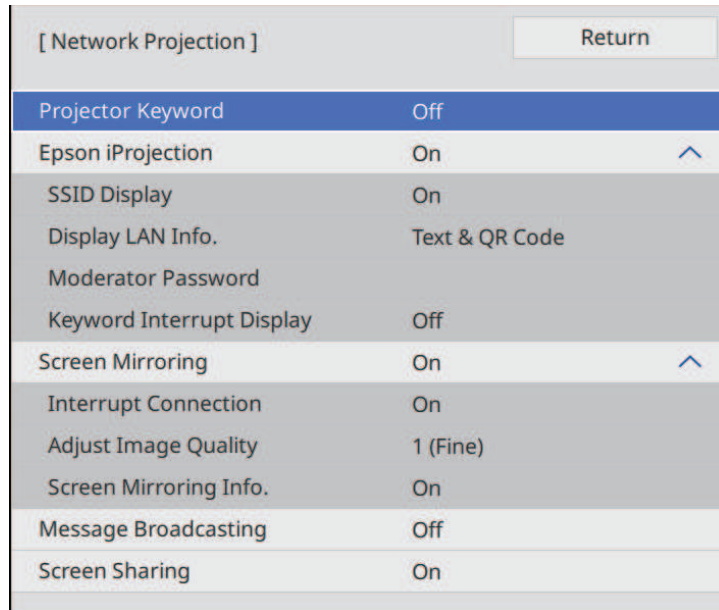 [ Network Projection ] Return
Projector Keyword Off
Epson iProjection On
SSID Display On
Display LAN Info. Text & QR Code
Moderator Password
Keyword Interrupt Display Off
Screen Mirroring On
Interrupt Connection On
Adjust Image Quality 1 (Fine)
Screen Mirroring Info. On
Message Broadcasting Off
Screen Sharing On